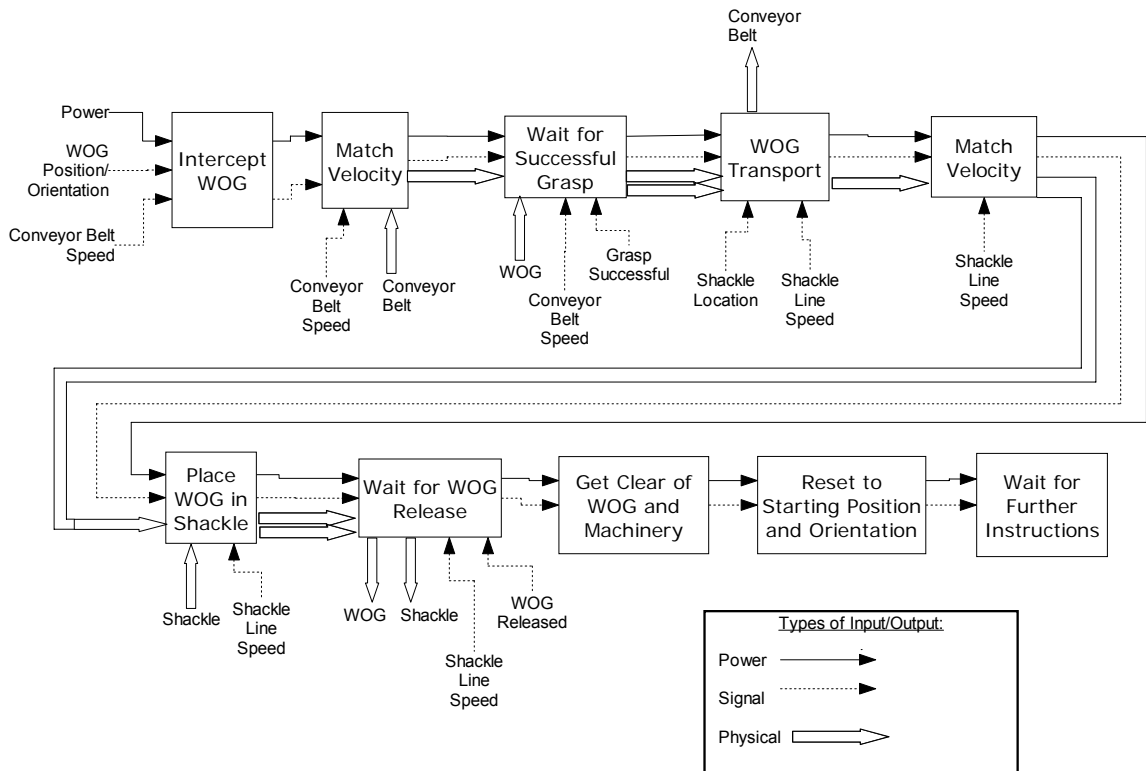 Conveyor
Belt
Power
WOG
Position/
Orientation
Conveyor Belt
Speed
Intercept
WOG
Match
Velocity
Wait for
Successful
Grasp
WOG
Transport
Match
Velocity
Conveyor
Belt
Speed
Conveyor
Belt
WOG
Conveyor
Belt
Speed
Grasp
Successful
Shackle
Location
Shackle
Line
Speed
Shackle
Line
Speed
Place
WOG in
Shackle
Wait for WOG
Release
Get Clear of
WOG and
Machinery
Reset to
Starting Position
and Orientation
Wait for
Further
Instructions
Shackle
Shackle
Line
Speed
WOG
Shackle
Shackle
Line
Speed
WOG
Released
Types of Input/Output:
Power
Signal
Physical